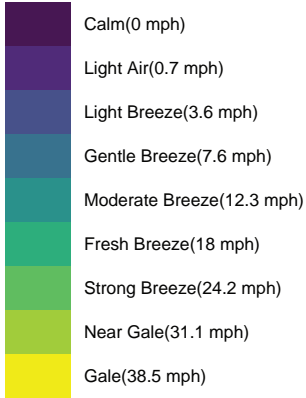 Calm(0 mph)
Light Air(0.7 mph)
Light Breeze(3.6 mph)
Gentle Breeze(7.6 mph)
Moderate Breeze(12.3 mph)
Fresh Breeze(18 mph)
Strong Breeze(24.2 mph)
Near Gale(31.1 mph)
Gale(38.5 mph)